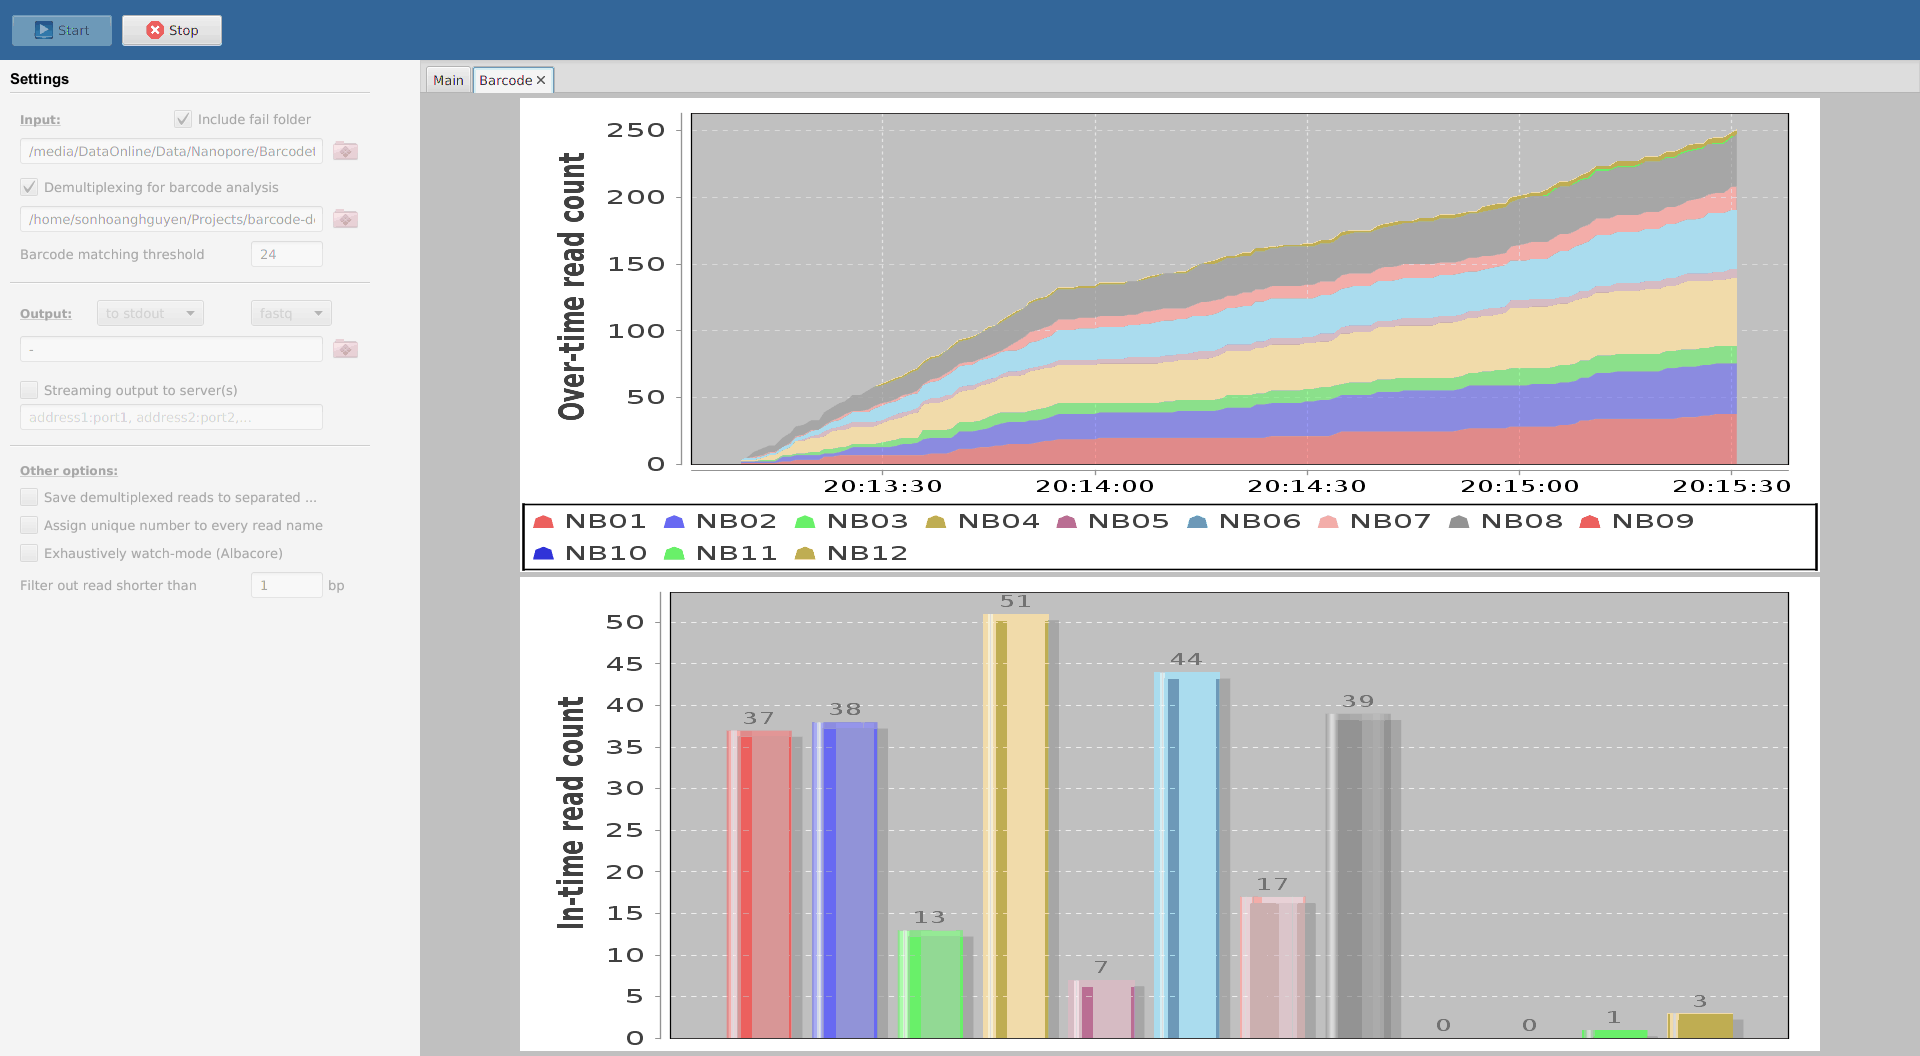 Start Stop
Settings
Input: Include fail folder
/media/DataOnline/Data/Nanopore/Barcodet
Demultiplexing for barcode analysis
/home/sonhoanghguyen/Projects/barcode-d
Barcode matching threshold 24
Output: to stdout fastq
-
Streaming output to server(s)
address1:port1, address2:port2,...
Other options:
Save demultiplexed reads to separated ...
Assign unique number to every read name
Exhaustively watch-mode (Albacore)
Filter out read shorter than 1 bp
Main Barcode
Over-time read count
250
200
150
100
50
0
20:13:30 20:14:00 20:14:30 20:15:00 20:15:30
NB01 NB02 NB03 NB04 NB05 NB06 NB07 NB08 NB09
NB10 NB11 NB12
In-time read count
50
45
40
35
30
25
20
15
10
5
0
37 38 13 51 7 44 17 39 0 0 1 3